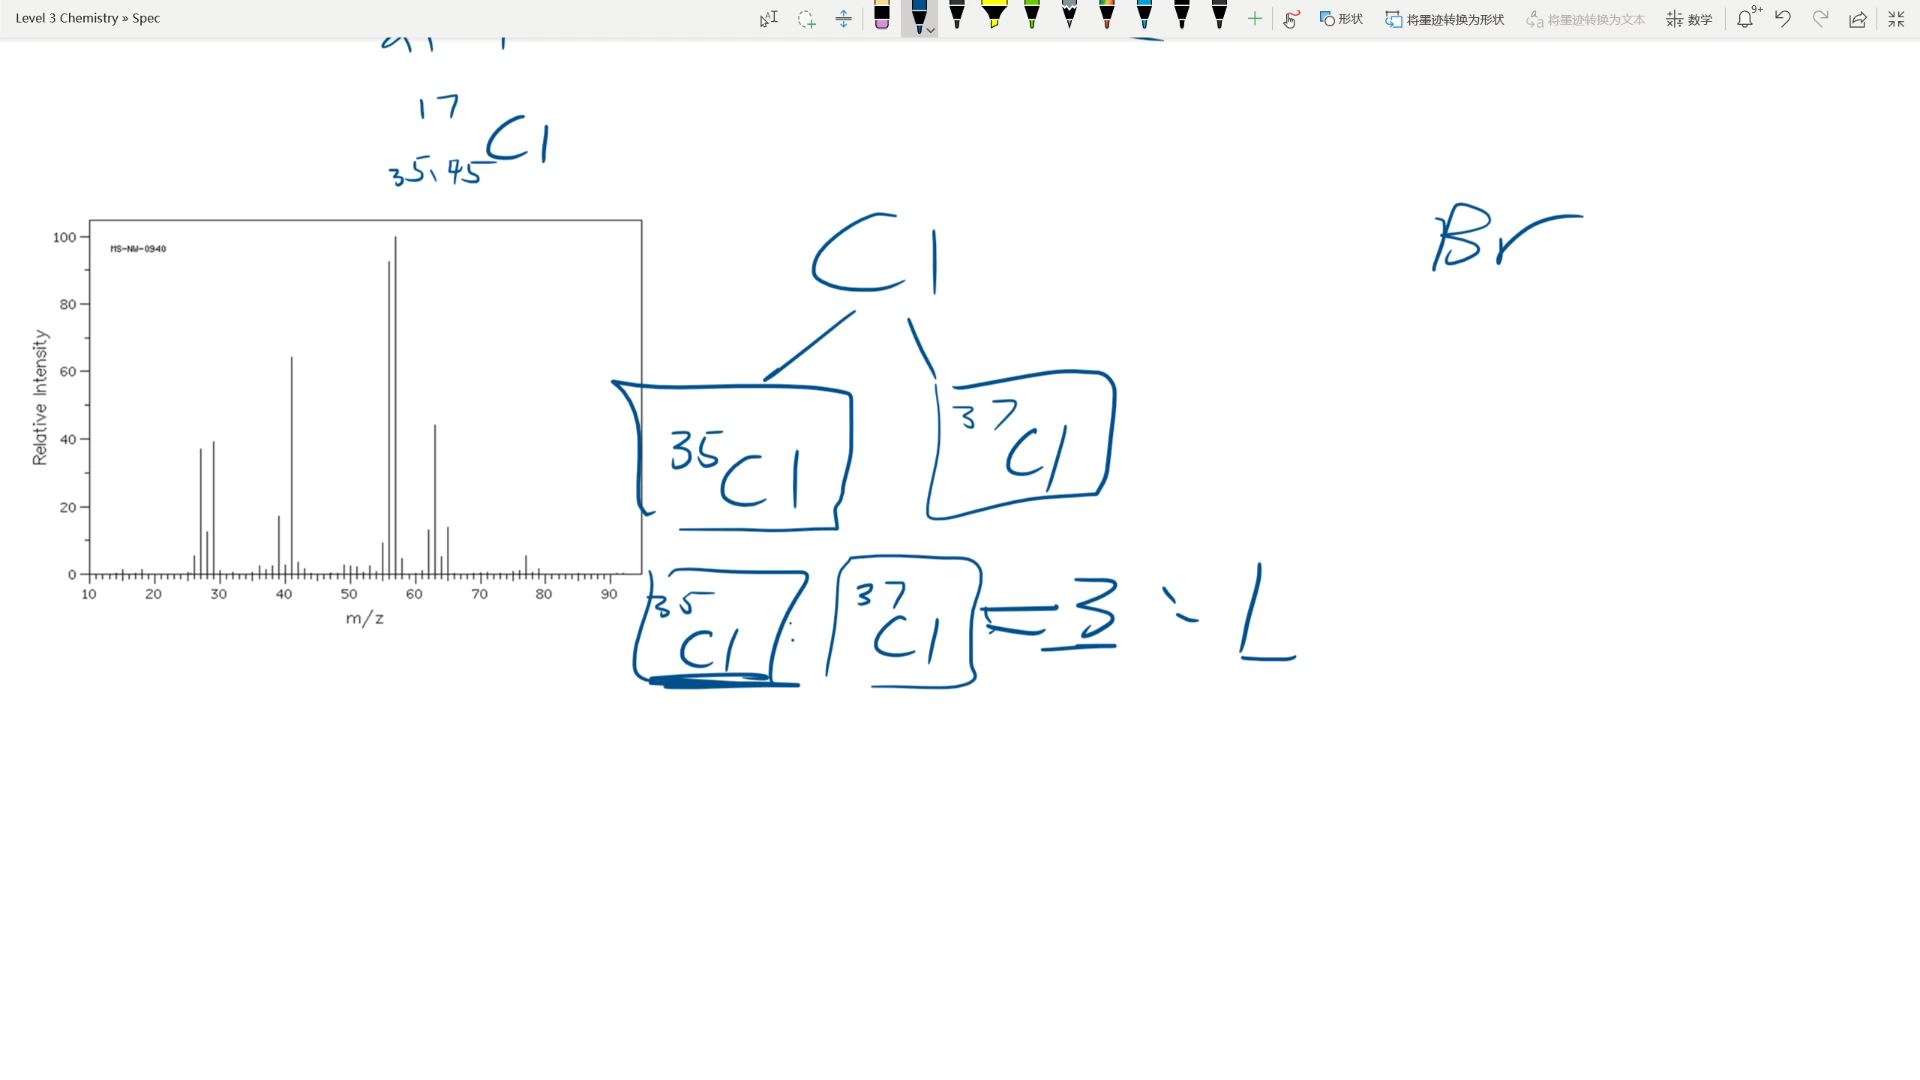 Level 3 Chemistry » Spec
形状
将墨迹转换为形状
将墨迹转换为文本
数学
9+
17
Cl
35.45
MS-NW-0940
100
80
60
40
20
0
Relative Intensity
10 20 30 40 50 60 70 80 90
m/z
Cl
Br
35Cl
37Cl
35Cl : 37Cl = 3 : 1